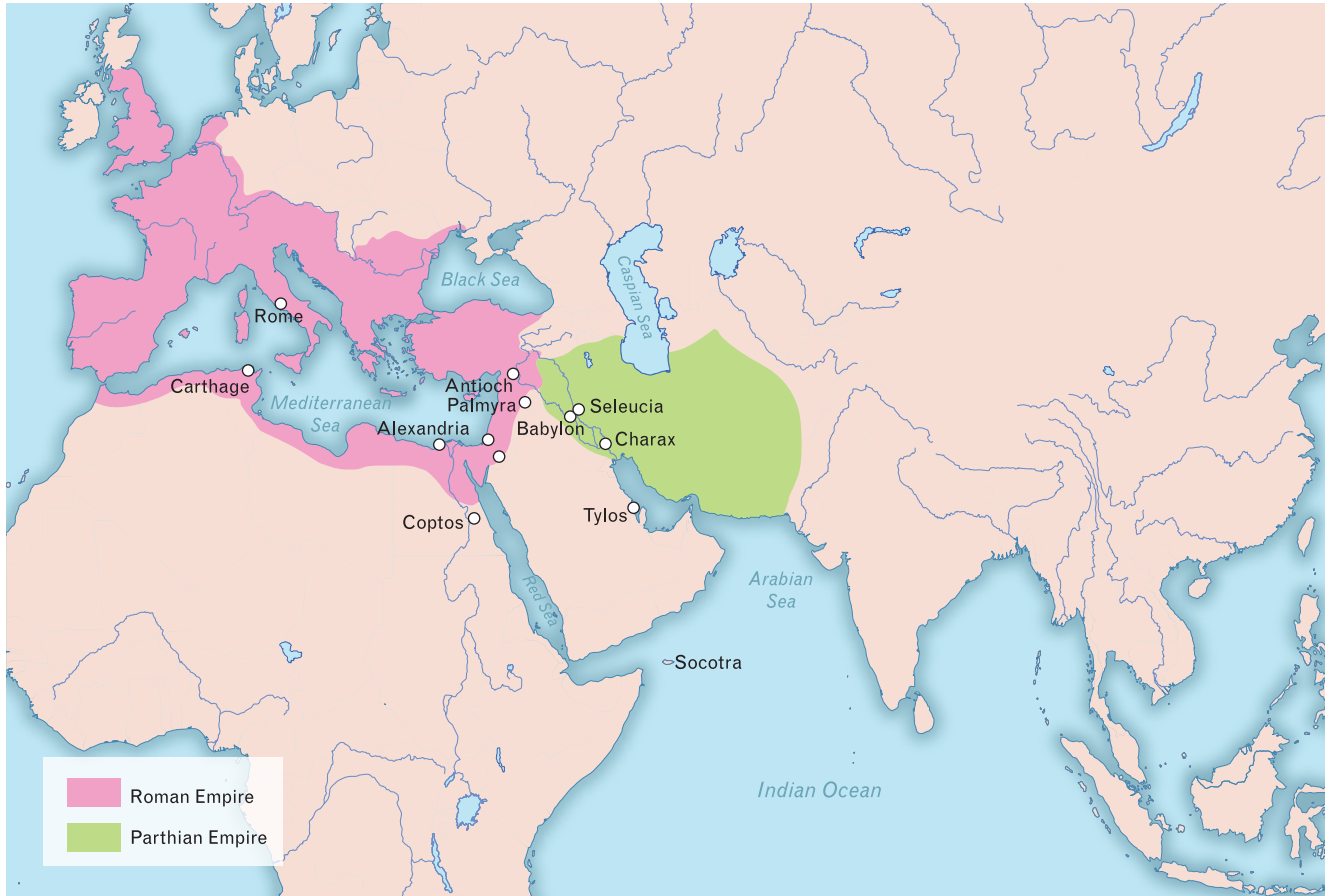 Black Sea
Caspian Sea
Rome
Carthage
Antioch
Mediterranean
Sea
Palmyra
Seleucia
Alexandria
Babylon
Charax
Coptos
Tylos
Red Sea
Arabian
Sea
Socotra
Indian Ocean
Roman Empire
Parthian Empire